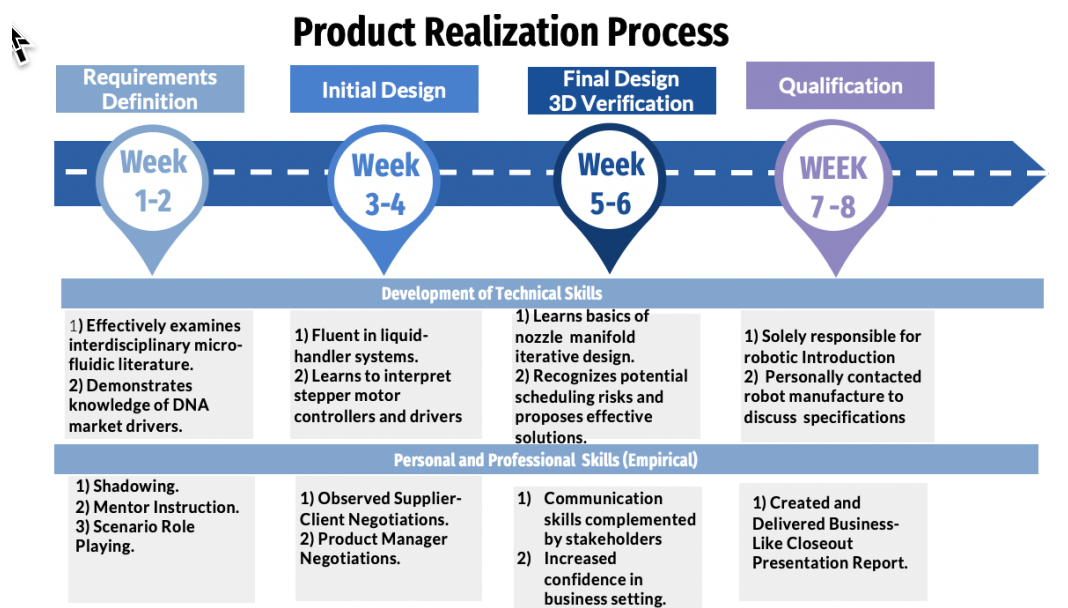 Product Realization Process
Requirements
Definition
Initial Design
Final Design
3D Verification
Qualification
Week
1-2
Week
3-4
Week
5-6
WEEK
7 -8
Development of Technical Skills
1) Effectively examines
interdisciplinary micro-
fluidic literature.
2) Demonstrates
knowledge of DNA
market drivers.
1) Fluent in liquid-
handler systems.
2) Learns to interpret
stepper motor
controllers and drivers
1) Learns basics of
nozzle manifold
iterative design.
2) Recognizes potential
scheduling risks and
proposes effective
solutions.
1) Solely responsible for
robotic Introduction
2) Personally contacted
robot manufacture to
discuss specifications
Personal and Professional Skills (Empirical)
1) Shadowing.
2) Mentor Instruction.
3) Scenario Role
Playing.
1) Observed Supplier-
Client Negotiations.
2) Product Manager
Negotiations.
1) Communication
skills complemented
by stakeholders
2) Increased
confidence in
business setting.
1) Created and
Delivered Business-
Like Closeout
Presentation Report.